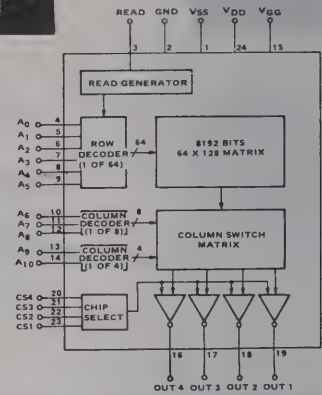 READ GND VSS VDD VGG
3 2 1 24 15
READ GENERATOR
A0 4
A1 5
A2 6
A3 7
A4 8
A5 9
ROW
DECODER
(1 OF 64)
64
8192 BITS
64 X 128 MATRIX
A6 10
A7 11
A8 12
COLUMN
DECODER
(1 OF 8)
8
A9 13
A10 14
COLUMN
DECODER
(1 OF 4)
4
COLUMN SWITCH
MATRIX
CS4 20
CS3 21
CS2 22
CS1 23
CHIP
SELECT
16 17 18 19
OUT 4 OUT 3 OUT 2 OUT 1